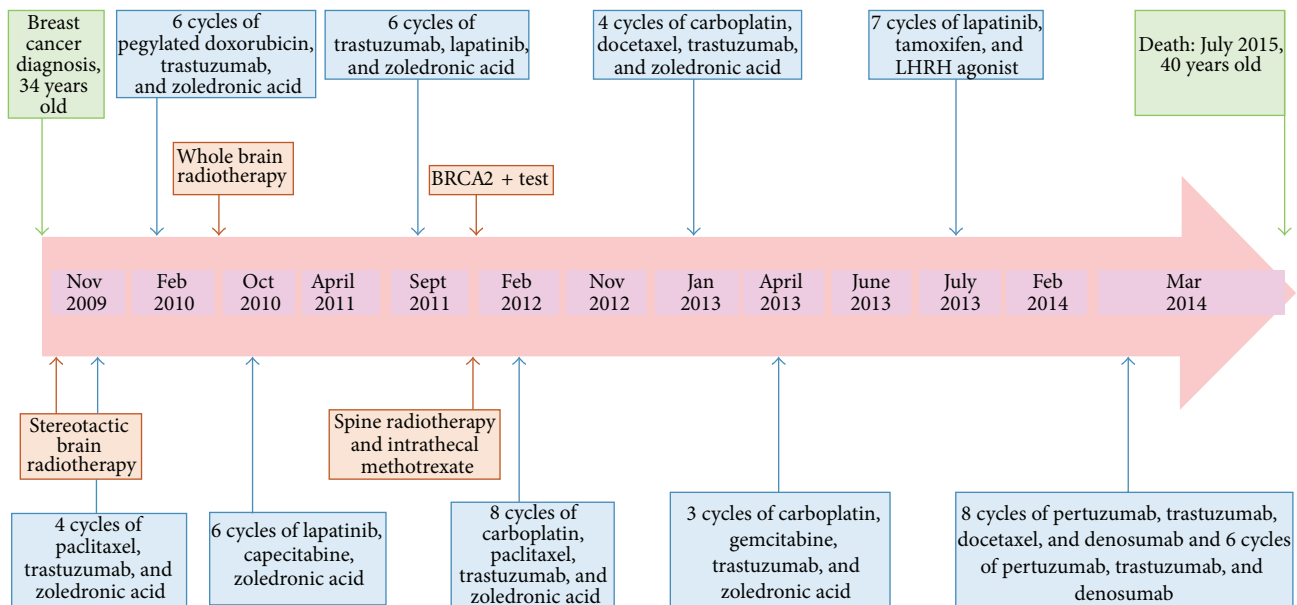 Breast
cancer
diagnosis,
34 years
old
6 cycles of
pegylated doxorubicin,
trastuzumab,
and zoledronic acid
6 cycles of
trastuzumab, lapatinib,
and zoledronic acid
4 cycles of carboplatin,
docetaxel, trastuzumab,
and zoledronic acid
7 cycles of lapatinib,
tamoxifen, and
LHRH agonist
Death: July 2015,
40 years old
Whole brain
radiotherapy
BRCA2 + test
Nov
2009
Feb
2010
Oct
2010
April
2011
Sept
2011
Feb
2012
Nov
2012
Jan
2013
April
2013
June
2013
July
2013
Feb
2014
Mar
2014
Stereotactic
brain
radiotherapy
Spine radiotherapy
and intrathecal
methotrexate
4 cycles of
paclitaxel,
trastuzumab, and
zoledronic acid
6 cycles of lapatinib,
capecitabine,
zoledronic acid
8 cycles of
carboplatin,
paclitaxel,
trastuzumab, and
zoledronic acid
3 cycles of carboplatin,
gemcitabine,
trastuzumab, and
zoledronic acid
8 cycles of pertuzumab, trastuzumab,
docetaxel, and denosumab and 6 cycles
of pertuzumab, trastuzumab, and
denosumab